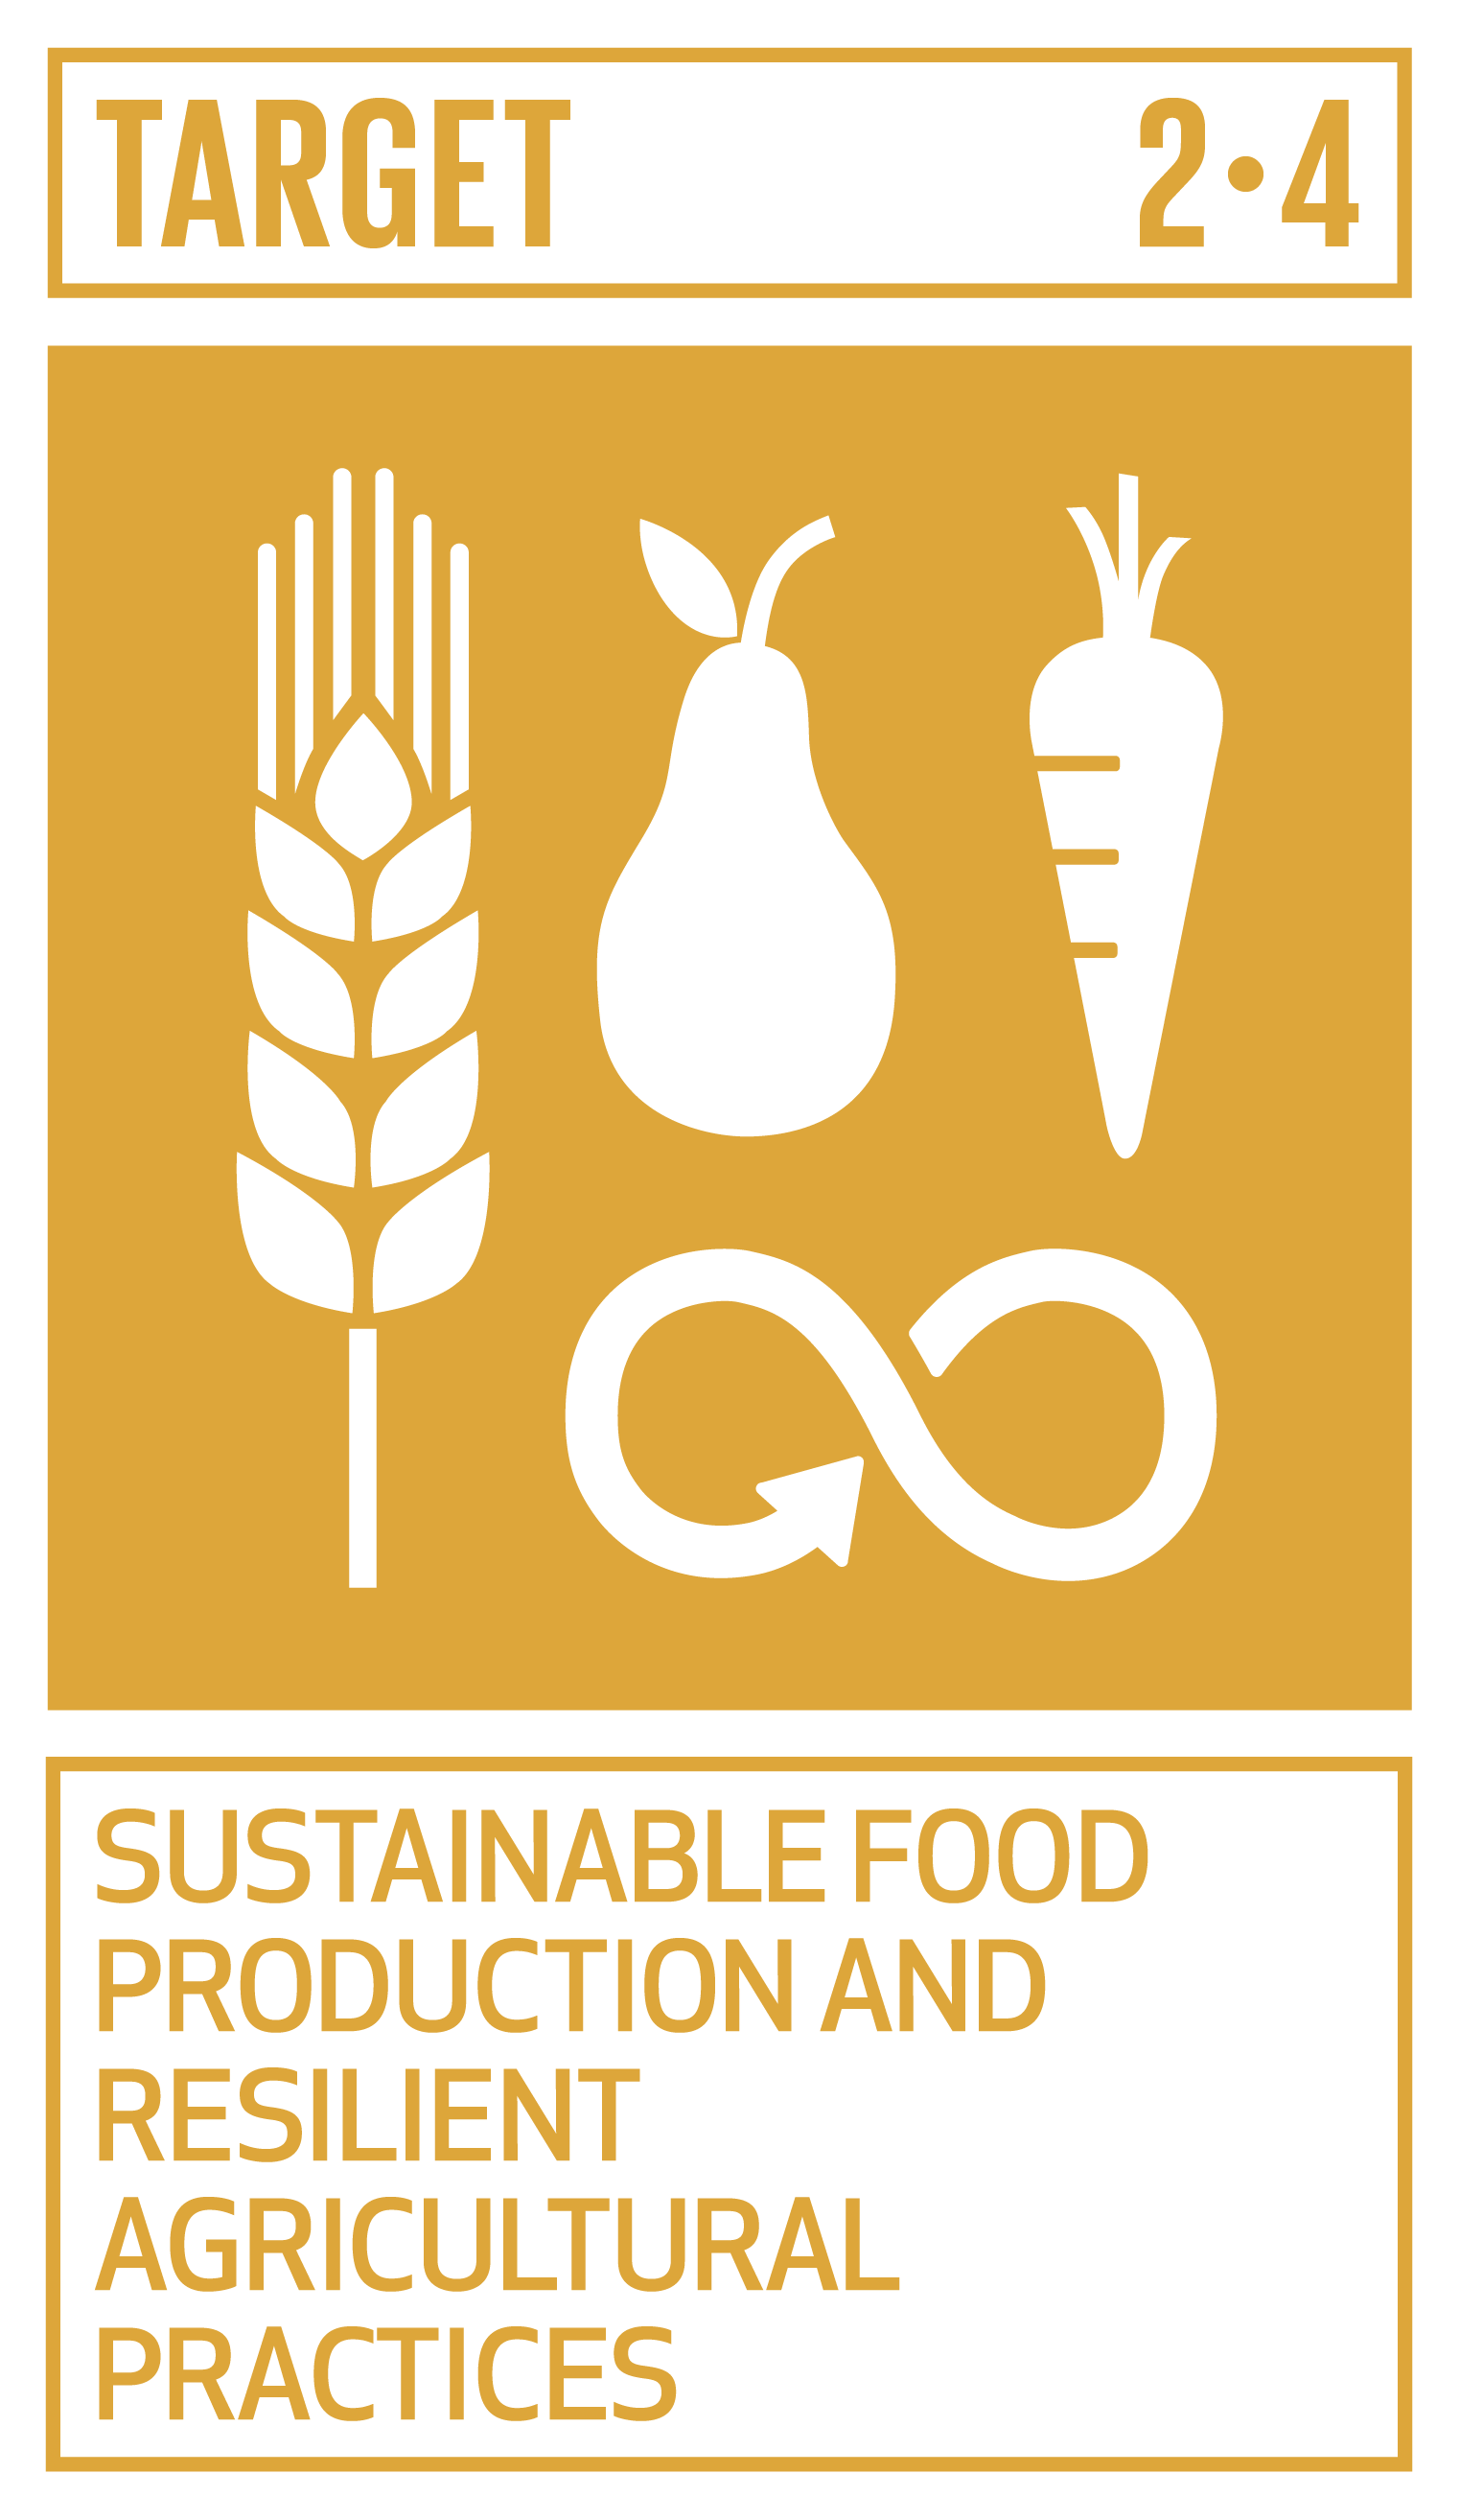 TARGET 2·4
SUSTAINABLE FOOD
PRODUCTION AND
RESILIENT
AGRICULTURAL
PRACTICES